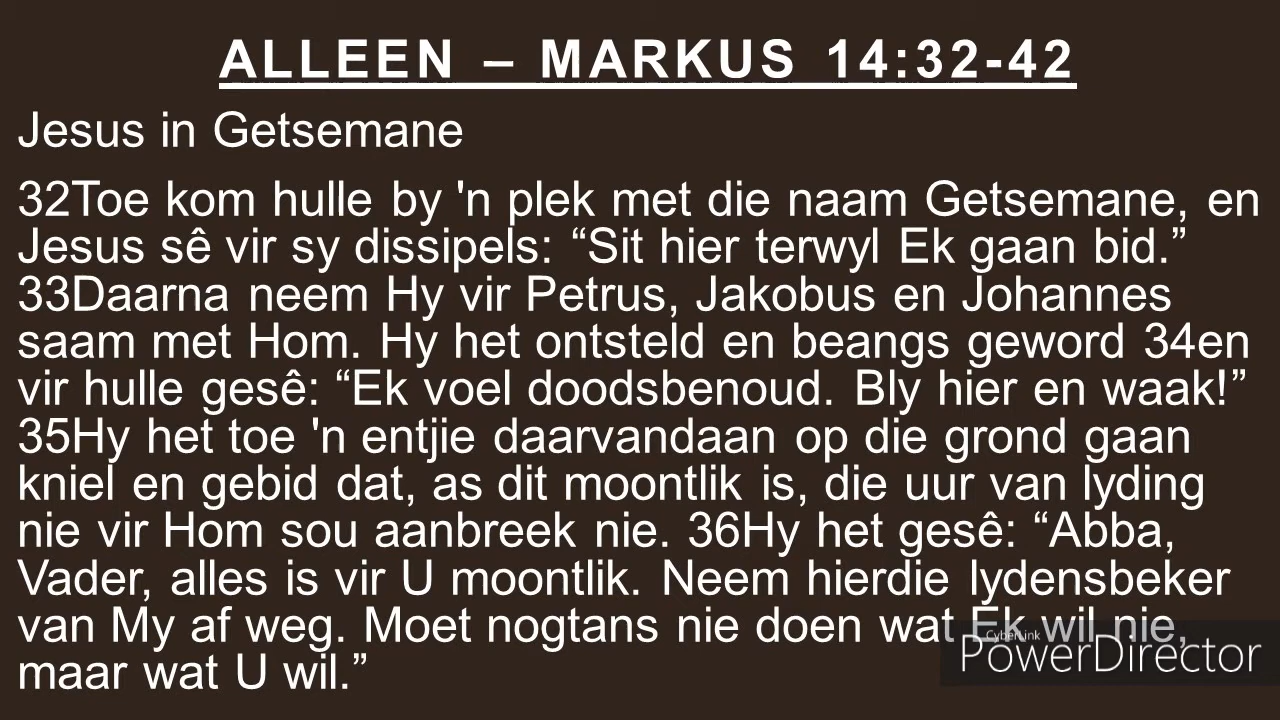 ALLEEN – MARKUS 14:32-42
Jesus in Getsemane
32Toe kom hulle by 'n plek met die naam Getsemane, en
Jesus sê vir sy dissipels: “Sit hier terwyl Ek gaan bid.”
33Daarna neem Hy vir Petrus, Jakobus en Johannes
saam met Hom. Hy het ontsteld en beangs geword 34en
vir hulle gesê: “Ek voel doodsbenoud. Bly hier en waak!”
35Hy het toe 'n entjie daarvandaan op die grond gaan
kniel en gebid dat, as dit moontlik is, die uur van lyding
nie vir Hom sou aanbreek nie. 36Hy het gesê: “Abba,
Vader, alles is vir U moontlik. Neem hierdie lydensbeker
van My af weg. Moet nogtans nie doen wat Ek wil nie,
maar wat U wil.”
CyberLink
PowerDirector